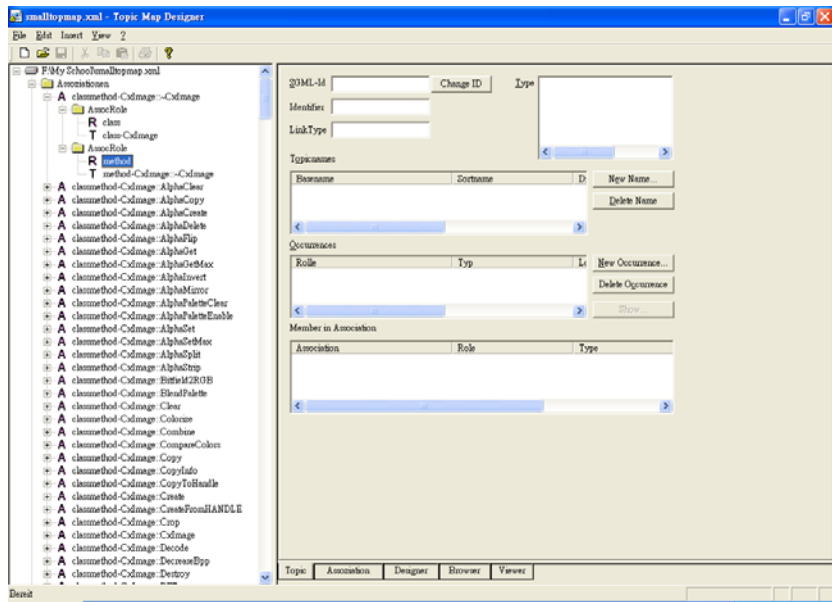 smalltopmap.xml - Topic Map Designer
File Edit Insert View ?
F:\My School\smalltopmap.xml
Assoziationen
A classmethod-CxImage::~CxImage
AssocRole
R class
T class-CxImage
AssocRole
R method
T method-CxImage::~CxImage
A classmethod-CxImage::AlphaClear
A classmethod-CxImage::AlphaCopy
A classmethod-CxImage::AlphaCreate
A classmethod-CxImage::AlphaDelete
A classmethod-CxImage::AlphaFlip
A classmethod-CxImage::AlphaGet
A classmethod-CxImage::AlphaGetMax
A classmethod-CxImage::AlphaInvert
A classmethod-CxImage::AlphaMirror
A classmethod-CxImage::AlphaPaletteClear
A classmethod-CxImage::AlphaPaletteEnable
A classmethod-CxImage::AlphaSet
A classmethod-CxImage::AlphaSetMax
A classmethod-CxImage::AlphaSplit
A classmethod-CxImage::AlphaStrip
A classmethod-CxImage::Bitfield2RGB
A classmethod-CxImage::BlendPalette
A classmethod-CxImage::Clear
A classmethod-CxImage::Colorize
A classmethod-CxImage::Combine
A classmethod-CxImage::CompareColors
A classmethod-CxImage::Copy
A classmethod-CxImage::CopyInfo
A classmethod-CxImage::CopyToHandle
A classmethod-CxImage::Create
A classmethod-CxImage::CreateFromHANDLE
A classmethod-CxImage::Crop
A classmethod-CxImage::CxImage
A classmethod-CxImage::Decode
A classmethod-CxImage::DecreaseBpp
A classmethod-CxImage::Destroy
SGML-Id Change ID Type
Identifier
LinkType
Topicnames
Basename Sortname D
New Name...
Delete Name
Occurrences
Rolle Typ Lo
New Occurrence...
Delete Occurrence
Show...
Member in Association
Association Role Type
Topic Association Designer Browser Viewer
Bereit